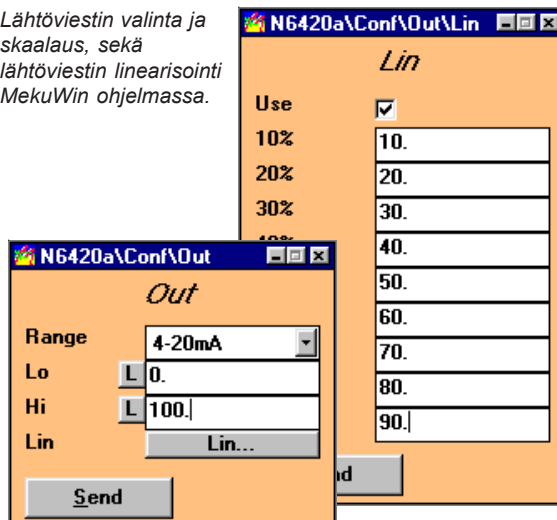 Lähtöviestin valinta ja
skaalaus, sekä
lähtöviestin linearisointi
MekuWin ohjelmassa.
N6420a\Conf\Out\Lin
Lin
Use
10% 10.
20% 20.
30% 30.
40.
50.
60.
70.
80.
90.
N6420a\Conf\Out
Out
Range 4-20mA
Lo L 0.
Hi L 100.
Lin Lin...
Send